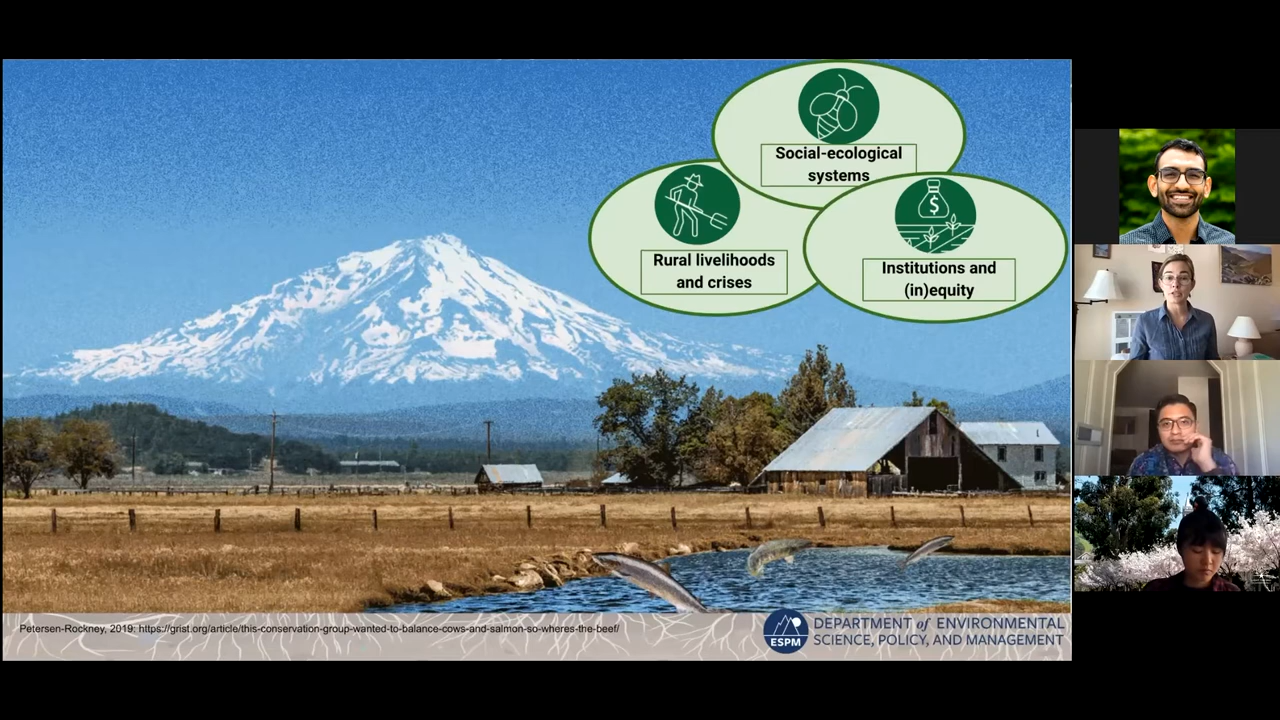 Social-ecological
systems
Rural livelihoods
and crises
$
Institutions and
(in)equity
Petersen-Rockney, 2019: https://grist.org/article/this-conservation-group-wanted-to-balance-cows-and-salmon-so-wheres-the-beef/
ESPM
DEPARTMENT of ENVIRONMENTAL
SCIENCE, POLICY, AND MANAGEMENT